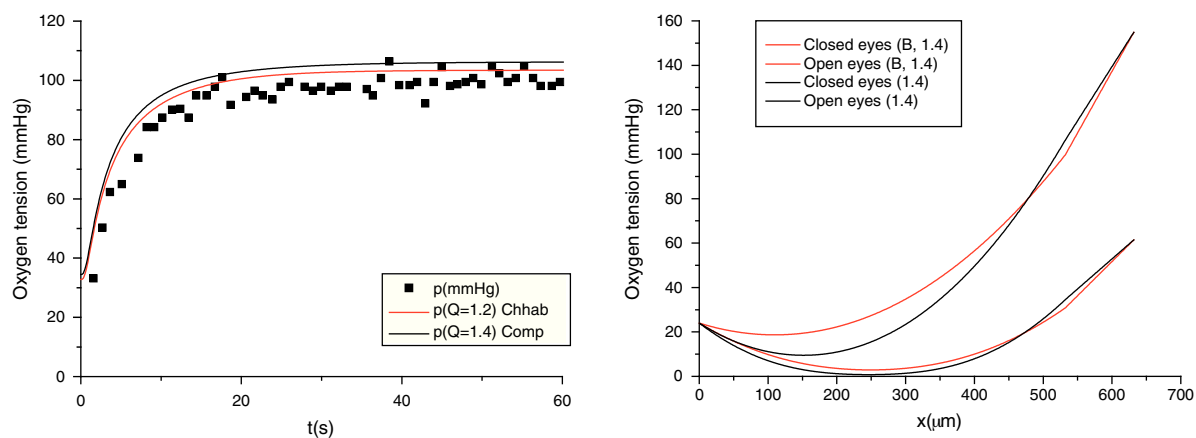 120
100
80
60
40
20
0
Oxygen tension (mmHg)
p(mmHg)
p(Q=1.2) Chhab
p(Q=1.4) Comp
0 20 40 60
t(s)
160
140
120
100
80
60
40
20
0
Oxygen tension (mmHg)
Closed eyes (B, 1.4)
Open eyes (B, 1.4)
Closed eyes (1.4)
Open eyes (1.4)
0 100 200 300 400 500 600 700
x(μm)